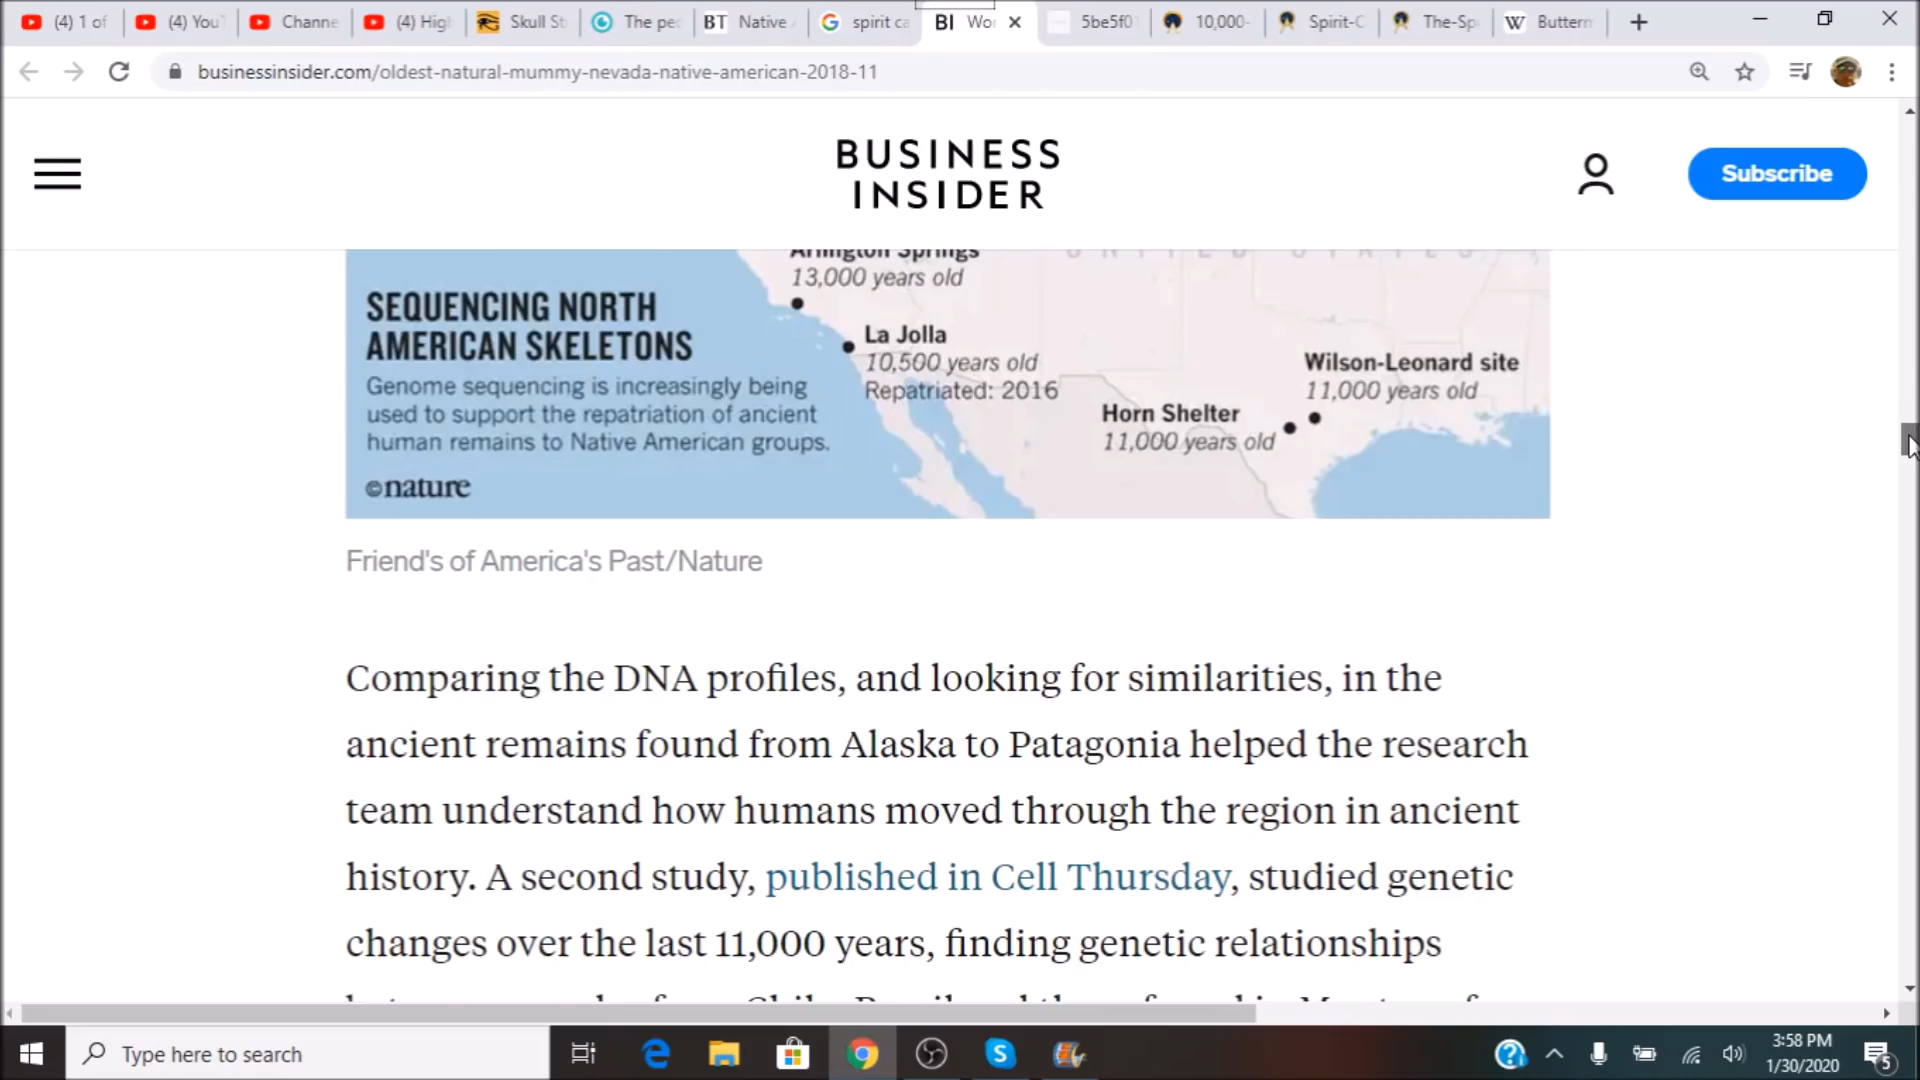 (4) 1 of
(4) You
Channe
(4) High
Skull St
The peo
BT Native
spirit ca
BI Wo
5be5f0
10,000-
Spirit-C
The-Sp
Butterm
businessinsider.com/oldest-natural-mummy-nevada-native-american-2018-11
BUSINESS
INSIDER
Subscribe
Arlington Springs
13,000 years old
UNITED STATES
SEQUENCING NORTH
AMERICAN SKELETONS
Genome sequencing is increasingly being
used to support the repatriation of ancient
human remains to Native American groups.
©nature
La Jolla
10,500 years old
Repatriated: 2016
Wilson-Leonard site
11,000 years old
Horn Shelter
11,000 years old
Friend's of America's Past/Nature
Comparing the DNA profiles, and looking for similarities, in the
ancient remains found from Alaska to Patagonia helped the research
team understand how humans moved through the region in ancient
history. A second study, published in Cell Thursday, studied genetic
changes over the last 11,000 years, finding genetic relationships
Type here to search
3:58 PM
1/30/2020
5